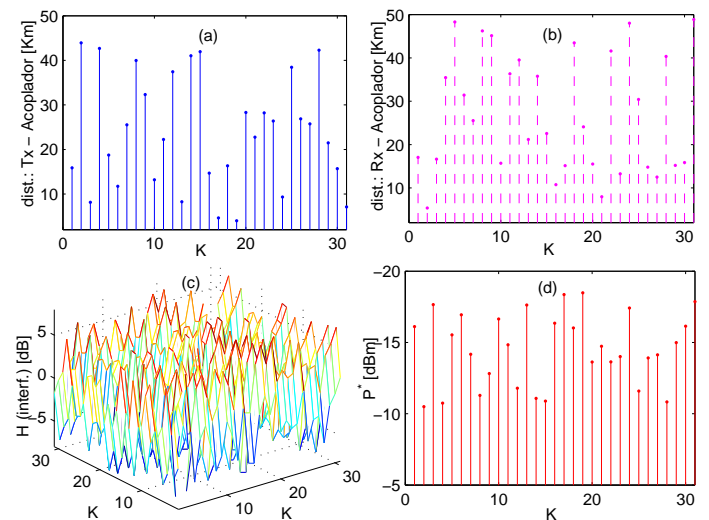 (a)
dist.: Tx − Acoplador [Km]
50
40
30
20
10
0
10
20
30
K
(b)
dist.: Rx − Acoplador [Km]
50
40
30
20
10
0
10
20
30
K
(c)
H (interf.) [dB]
5
0
−5
30
20
10
K
10
20
30
K
(d)
P* [dBm]
−20
−15
−10
−5
0
10
20
30
K